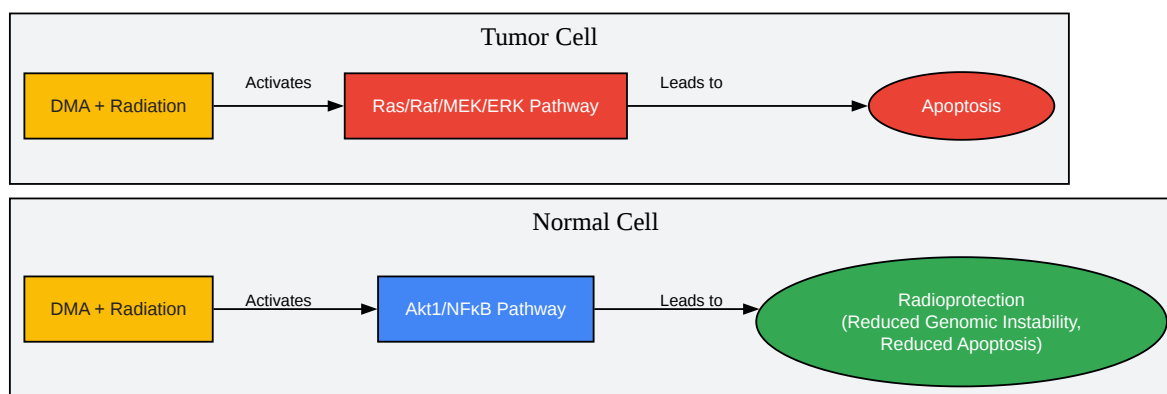 Tumor Cell
DMA + Radiation
Activates
Ras/Raf/MEK/ERK Pathway
Leads to
Apoptosis
Normal Cell
DMA + Radiation
Activates
Akt1/NFκB Pathway
Leads to
Radioprotection
(Reduced Genomic Instability,
Reduced Apoptosis)